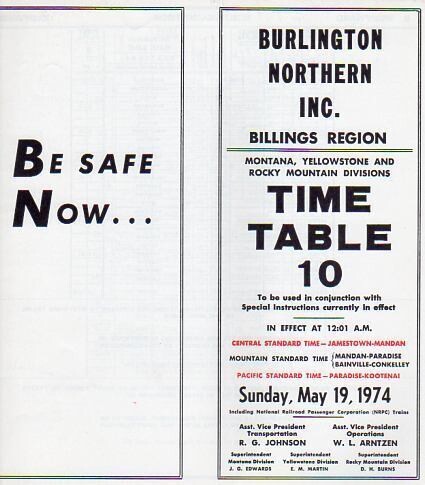 BE SAFE
NOW...
BURLINGTON
NORTHERN
INC.
BILLINGS REGION
MONTANA, YELLOWSTONE AND
ROCKY MOUNTAIN DIVISIONS
TIME
TABLE
10
To be used in conjunction with
Special Instructions currently in effect
IN EFFECT AT 12:01 A.M.
CENTRAL STANDARD TIME—JAMESTOWN-MANDAN
MOUNTAIN STANDARD TIME { MANDAN-PARADISE
BAINVILLE-CONKELLEY
PACIFIC STANDARD TIME—PARADISE-KOOTENAI
Sunday, May 19, 1974
Including National Railroad Passenger Corporation (NRPC) Trains
Asst. Vice President Transportation
R. G. JOHNSON
Asst. Vice President Operations
W. L. ARNTZEN
Superintendent
Montana Division
J. O. EDWARDS
Superintendent
Yellowstone Division
E. M. MARTIN
Superintendent
Rocky Mountain Division
D. H. BURNS